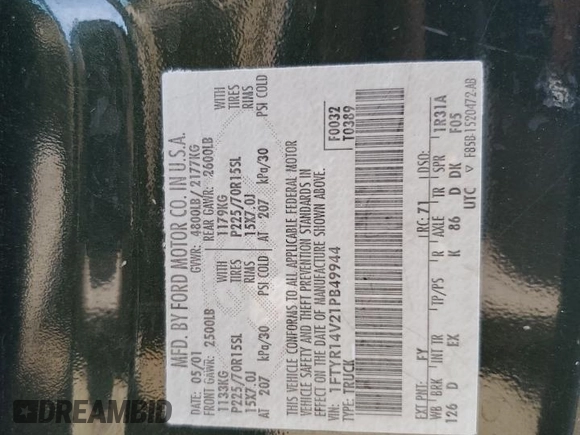 MFD. BY FORD MOTOR CO. IN U.S.A.
DATE: 05/01 GVWR: 4800LB/ 2177KG
FRONT GAWR: 2500LB REAR GAWR: 2600LB
1133KG WITH 1179KG WITH
P225/70R15SL TIRES P225/70R15SL TIRES
15X7.0J RIMS 15X7.0J RIMS
AT 207 kPa/30 PSI COLD AT 207 kPa/30 PSI COLD
THIS VEHICLE CONFORMS TO ALL APPLICABLE FEDERAL MOTOR
VEHICLE SAFETY AND THEFT PREVENTION STANDARDS IN
EFFECT ON THE DATE OF MANUFACTURE SHOWN ABOVE.
VIN: 1FTYR14V21PB49944 F0032
TYPE: TRUCK T0389
EXT PNT: FY RC: 71 DSO:
WB BRK INT TR TP/PS R AXLE TR SPR 1R31A
126 D EX K 86 D DK F05
UTC F85B-1520472-AB
DREAMBID